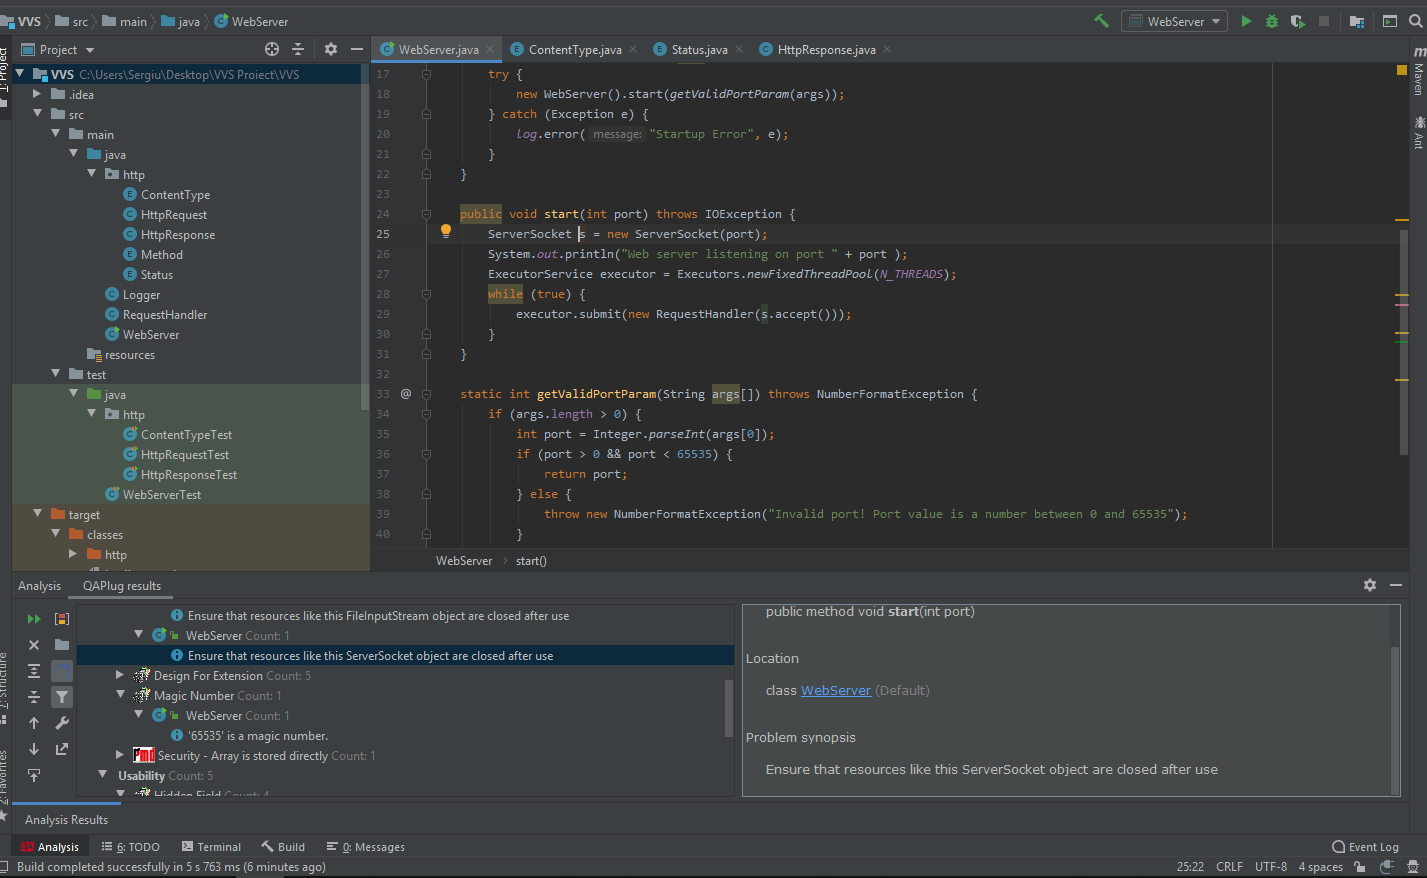 VVS src main java WebServer WebServer
Project WebServer.java ContentType.java Status.java HttpResponse.java
1: Project
Maven
Ant
VVS C:\Users\Sergiu\Desktop\VVS Project\VVS
.idea
src
main
java
http
ContentType
HttpRequest
HttpResponse
Method
Status
Logger
RequestHandler
WebServer
resources
test
java
http
ContentTypeTest
HttpRequestTest
HttpResponseTest
WebServerTest
target
classes
http
17 try {
18 new WebServer().start(getValidPortParam(args));
19 } catch (Exception e) {
20 log.error( message: "Startup Error", e);
21 }
22 }
23
24 public void start(int port) throws IOException {
25 ServerSocket s = new ServerSocket(port);
26 System.out.println("Web server listening on port " + port );
27 ExecutorService executor = Executors.newFixedThreadPool(N_THREADS);
28 while (true) {
29 executor.submit(new RequestHandler(s.accept()));
30 }
31 }
32
33 @ static int getValidPortParam(String args[]) throws NumberFormatException {
34 if (args.length > 0) {
35 int port = Integer.parseInt(args[0]);
36 if (port > 0 && port < 65535) {
37 return port;
38 } else {
39 throw new NumberFormatException("Invalid port! Port value is a number between 0 and 65535");
40 }
WebServer start()
Analysis QAPlug results
Ensure that resources like this FileInputStream object are closed after use
WebServer Count: 1
Ensure that resources like this ServerSocket object are closed after use
Design For Extension Count: 5
Magic Number Count: 1
WebServer Count: 1
'65535' is a magic number.
Security - Array is stored directly Count: 1
Usability Count: 5
Hidden Field Count: 4
public method void start(int port)
Location
class WebServer (Default)
Problem synopsis
Ensure that resources like this ServerSocket object are closed after use
7: Structure
2: Favorites
Analysis Results
QA Analysis 6: TODO Terminal Build 0: Messages Event Log
Build completed successfully in 5 s 763 ms (6 minutes ago) 25:22 CRLF UTF-8 4 spaces